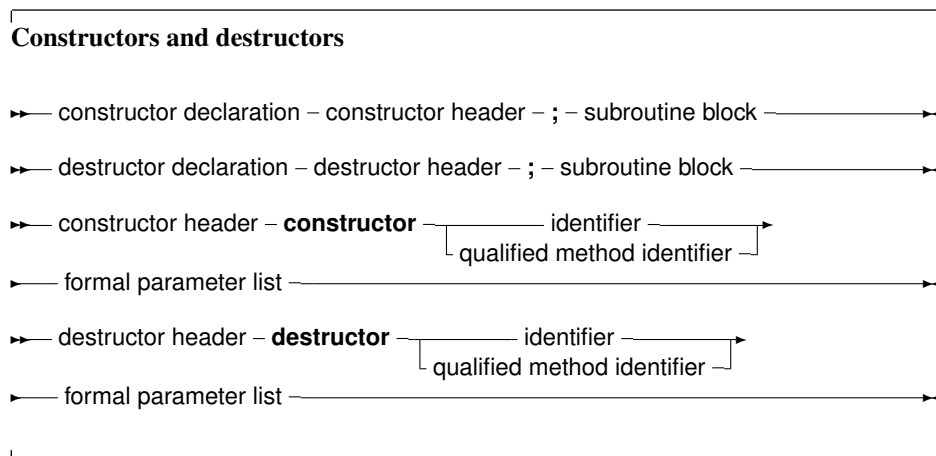 Constructors and destructors
constructor declaration – constructor header – ; – subroutine block
destructor declaration – destructor header – ; – subroutine block
constructor header – constructor – identifier
qualified method identifier
formal parameter list
destructor header – destructor – identifier
qualified method identifier
formal parameter list